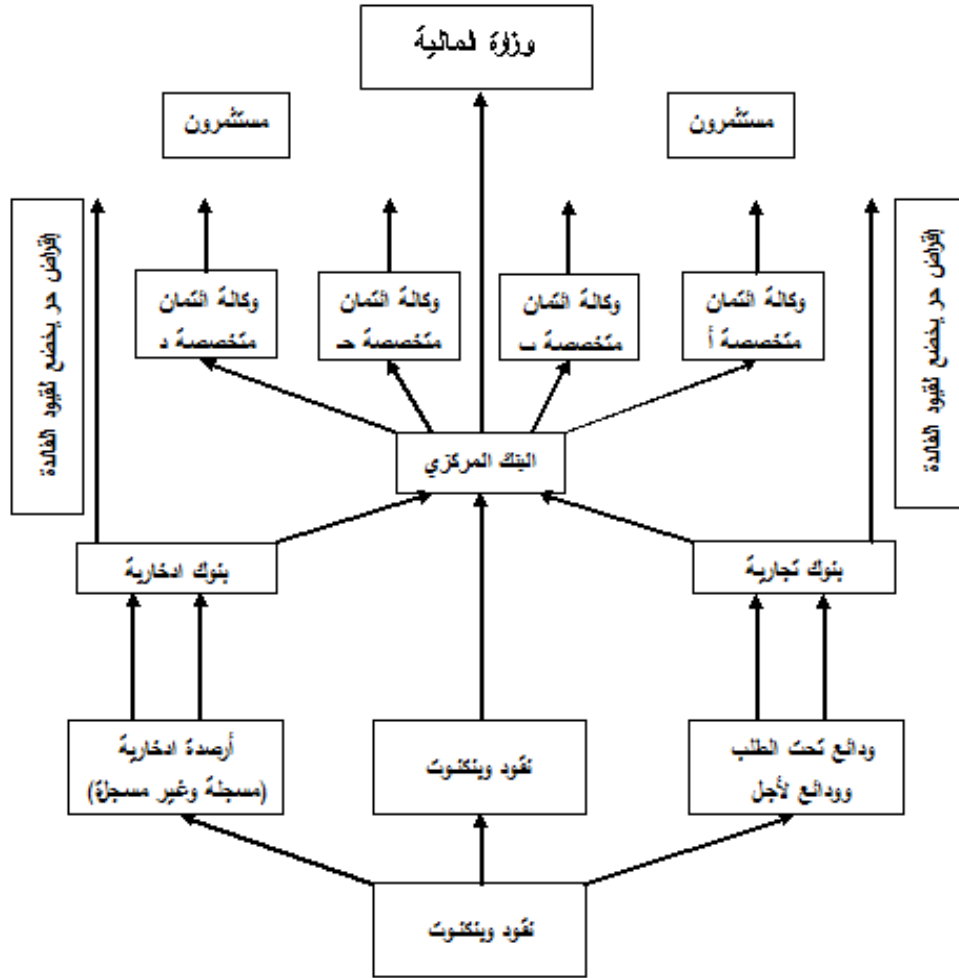 وزارة المالية
مستثمرون
مستثمرون
إقراض حر يخضع لقيود الفائدة
إقراض حر يخضع لقيود الفائدة
وكالة ائتمان
متخصصة أ
وكالة ائتمان
متخصصة ب
وكالة ائتمان
متخصصة حـ
وكالة ائتمان
متخصصة د
البنك المركزي
بنوك تجارية
بنوك ادخارية
ودائع تحت الطلب
وودائع لأجل
نقود وبنكنوت
أرصدة ادخارية
(مسجلة وغير مسجلة)
نقود وبنكنوت